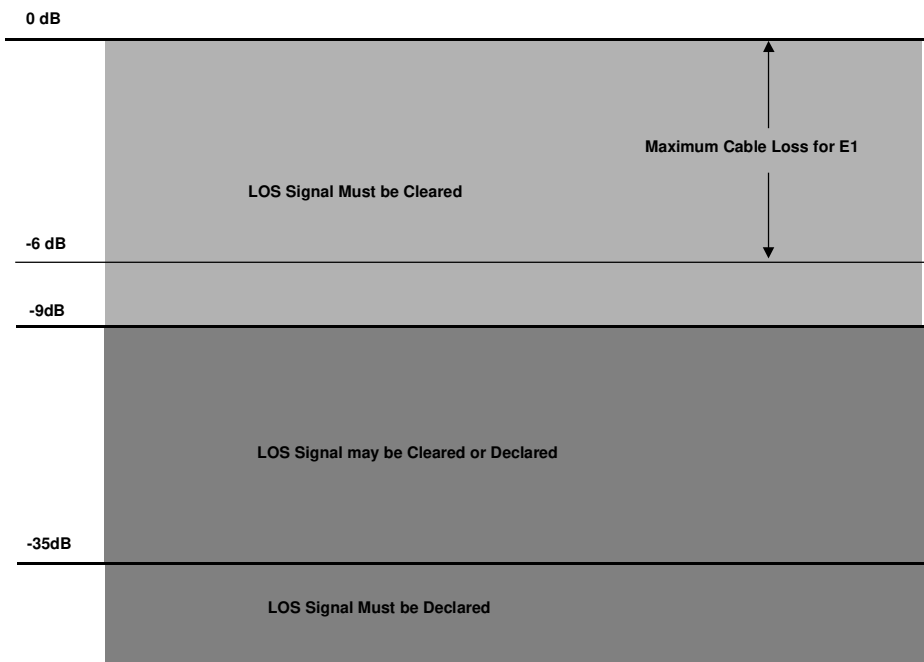 0 dB
Maximum Cable Loss for E1
LOS Signal Must be Cleared
-6 dB
-9dB
LOS Signal may be Cleared or Declared
-35dB
LOS Signal Must be Declared